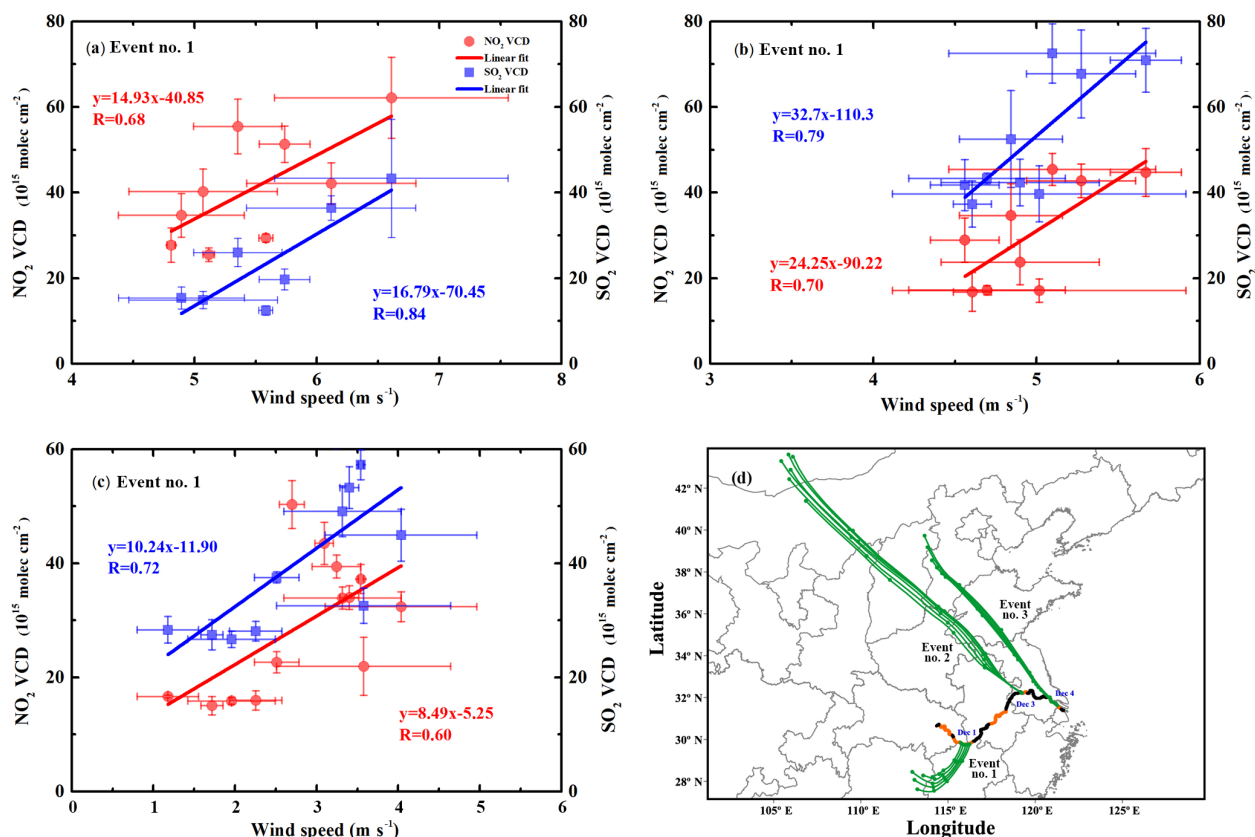 (a) Event no. 1
NO₂ VCD
Linear fit
SO₂ VCD
Linear fit
y=14.93x-40.85
R=0.68
y=16.79x-70.45
R=0.84
80
60
40
20
0
80
60
40
20
0
4
5
6
7
8
NO₂ VCD (10¹⁵ molec cm⁻²)
SO₂ VCD (10¹⁵ molec cm⁻²)
Wind speed (m s⁻¹)
(b) Event no. 1
y=32.7x-110.3
R=0.79
y=24.25x-90.22
R=0.70
80
60
40
20
0
80
60
40
20
0
3
4
5
6
NO₂ VCD (10¹⁵ molec cm⁻²)
SO₂ VCD (10¹⁵ molec cm⁻²)
Wind speed (m s⁻¹)
(c) Event no. 1
y=10.24x-11.90
R=0.72
y=8.49x-5.25
R=0.60
60
40
20
0
60
40
20
0
0
1
2
3
4
5
6
NO₂ VCD (10¹⁵ molec cm⁻²)
SO₂ VCD (10¹⁵ molec cm⁻²)
Wind speed (m s⁻¹)
(d)
42° N
40° N
38° N
36° N
34° N
32° N
30° N
28° N
Latitude
Event
no. 3
Event
no. 2
Dec 4
Dec 3
Dec 1
Event
no. 1
105° E
110° E
115° E
120° E
125° E
Longitude